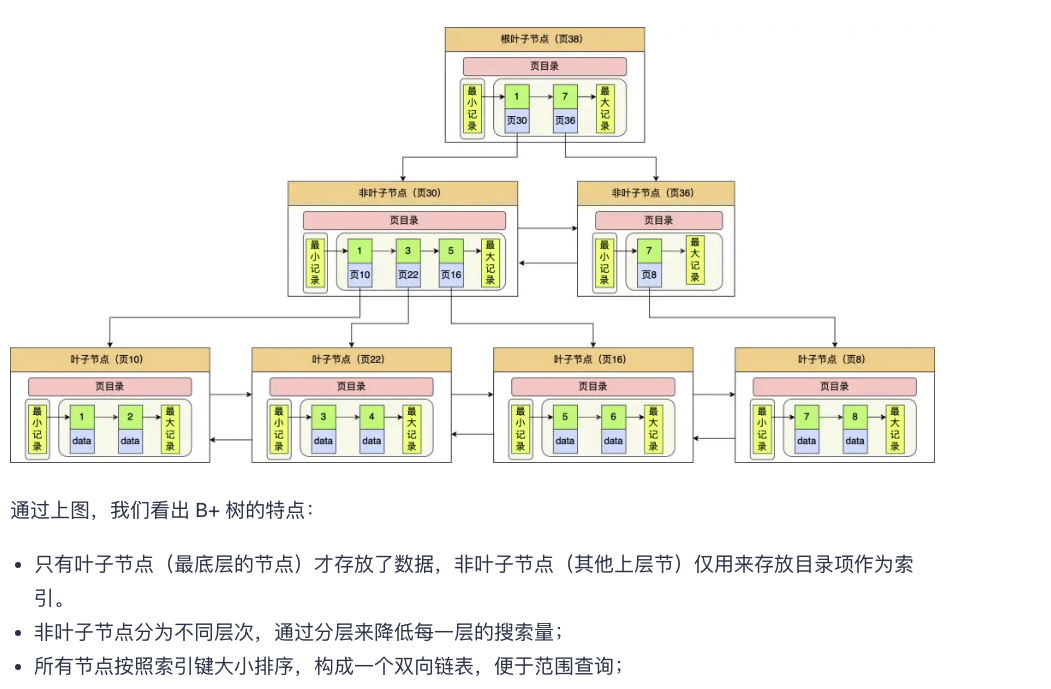 根叶子节点（页38）
页目录
最小记录
1
7
最大记录
页30
页36
非叶子节点（页30）
页目录
最小记录
1
3
5
最大记录
页10
页22
页16
非叶子节点（页36）
页目录
最小记录
7
最大记录
页8
叶子节点（页10）
页目录
最小记录
1
2
最大记录
data
data
叶子节点（页22）
页目录
最小记录
3
4
最大记录
data
data
叶子节点（页16）
页目录
最小记录
5
6
最大记录
data
data
叶子节点（页8）
页目录
最小记录
7
8
最大记录
data
data
通过上图，我们看出 B+ 树的特点：
只有叶子节点（最底层的节点）才存放了数据，非叶子节点（其他上层节）仅用来存放目录项作为索
引。
非叶子节点分为不同层次，通过分层来降低每一层的搜索量；
所有节点按照索引键大小排序，构成一个双向链表，便于范围查询；